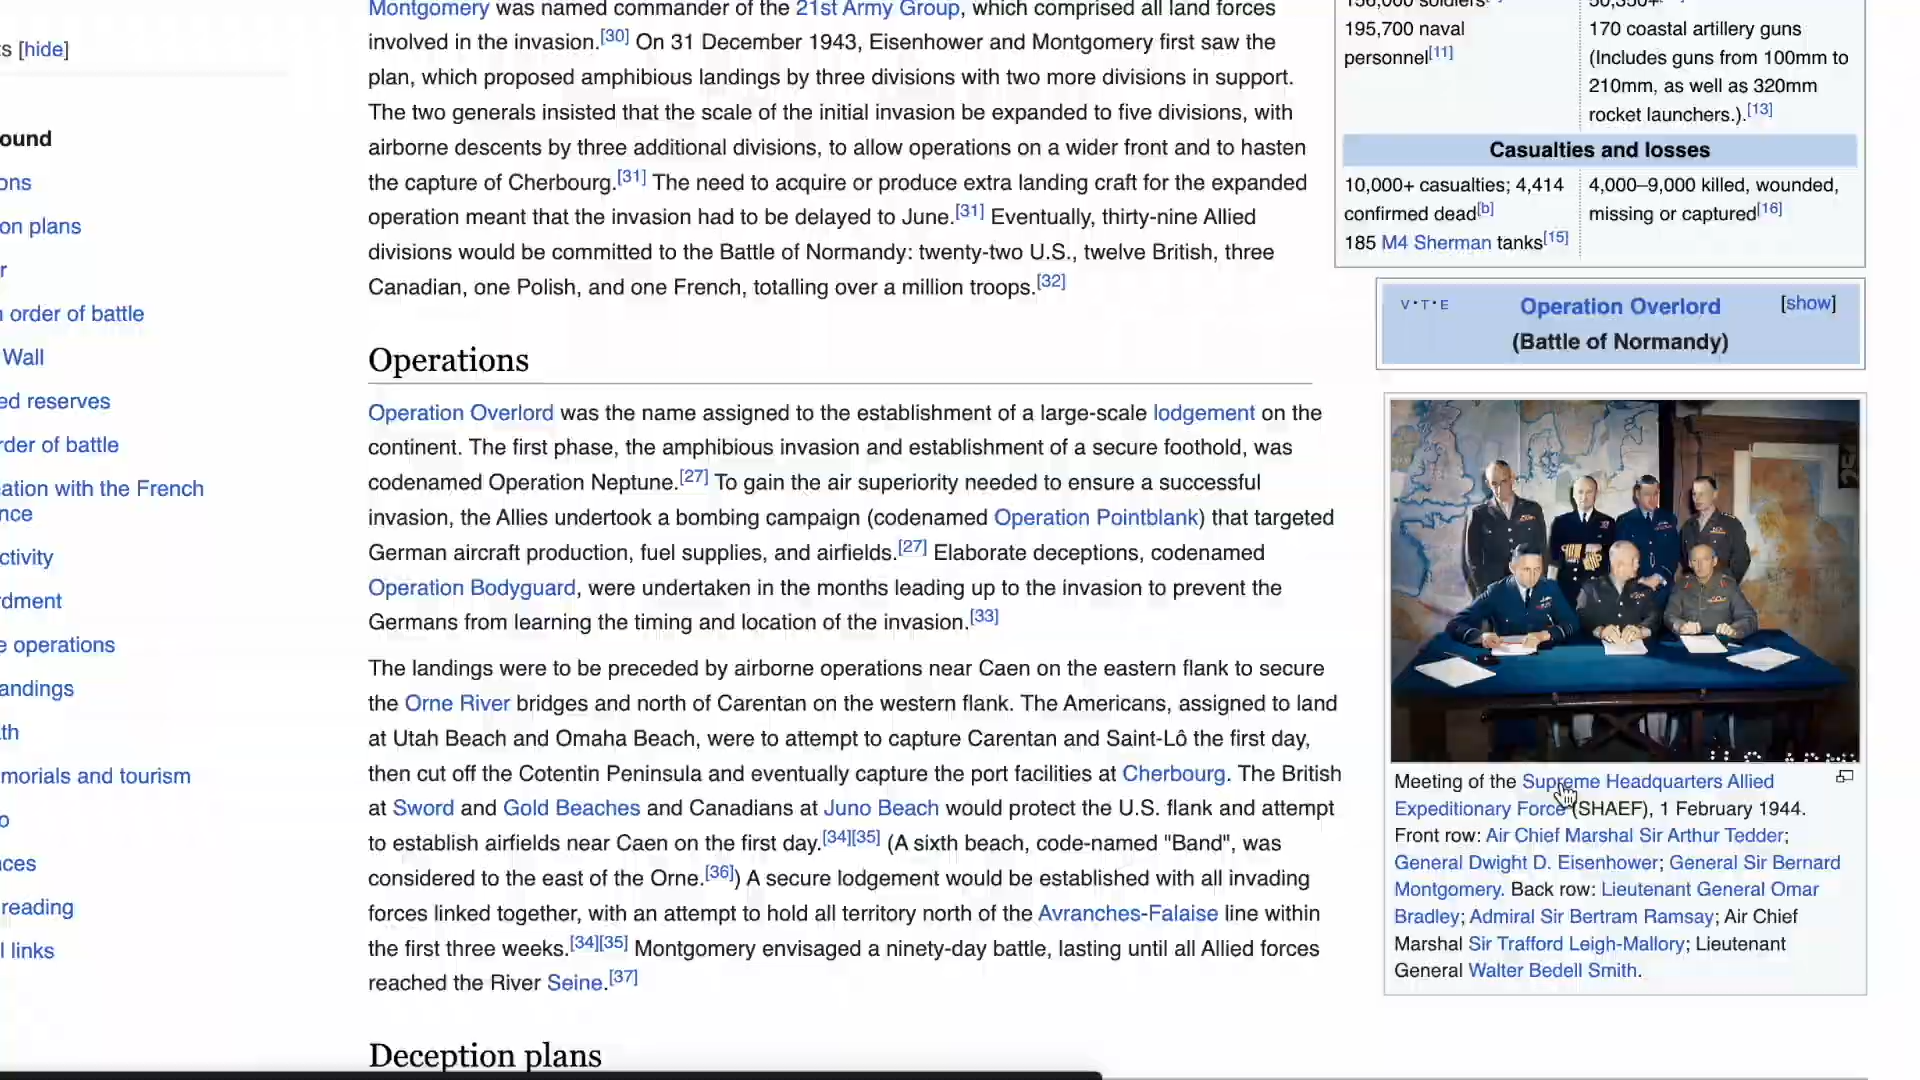 ts [hide]
ound
ons
on plans
r
n order of battle
Wall
ed reserves
rder of battle
ation with the French
nce
ctivity
rdment
e operations
andings
th
morials and tourism
o
nces
reading
l links
Montgomery was named commander of the 21st Army Group, which comprised all land forces
involved in the invasion.[30] On 31 December 1943, Eisenhower and Montgomery first saw the
plan, which proposed amphibious landings by three divisions with two more divisions in support.
The two generals insisted that the scale of the initial invasion be expanded to five divisions, with
airborne descents by three additional divisions, to allow operations on a wider front and to hasten
the capture of Cherbourg.[31] The need to acquire or produce extra landing craft for the expanded
operation meant that the invasion had to be delayed to June.[31] Eventually, thirty-nine Allied
divisions would be committed to the Battle of Normandy: twenty-two U.S., twelve British, three
Canadian, one Polish, and one French, totalling over a million troops.[32]
Operations
Operation Overlord was the name assigned to the establishment of a large-scale lodgement on the
continent. The first phase, the amphibious invasion and establishment of a secure foothold, was
codenamed Operation Neptune.[27] To gain the air superiority needed to ensure a successful
invasion, the Allies undertook a bombing campaign (codenamed Operation Pointblank) that targeted
German aircraft production, fuel supplies, and airfields.[27] Elaborate deceptions, codenamed
Operation Bodyguard, were undertaken in the months leading up to the invasion to prevent the
Germans from learning the timing and location of the invasion.[33]
The landings were to be preceded by airborne operations near Caen on the eastern flank to secure
the Orne River bridges and north of Carentan on the western flank. The Americans, assigned to land
at Utah Beach and Omaha Beach, were to attempt to capture Carentan and Saint-Lô the first day,
then cut off the Cotentin Peninsula and eventually capture the port facilities at Cherbourg. The British
at Sword and Gold Beaches and Canadians at Juno Beach would protect the U.S. flank and attempt
to establish airfields near Caen on the first day.[34][35] (A sixth beach, code-named "Band", was
considered to the east of the Orne.[36]) A secure lodgement would be established with all invading
forces linked together, with an attempt to hold all territory north of the Avranches-Falaise line within
the first three weeks.[34][35] Montgomery envisaged a ninety-day battle, lasting until all Allied forces
reached the River Seine.[37]
Deception plans
156,000 soldiers
195,700 naval
personnel[11]
50,350+
170 coastal artillery guns
(Includes guns from 100mm to
210mm, as well as 320mm
rocket launchers.).[13]
Casualties and losses
10,000+ casualties; 4,414
confirmed dead[b]
185 M4 Sherman tanks[15]
4,000–9,000 killed, wounded,
missing or captured[16]
V·T·E
Operation Overlord
[show]
(Battle of Normandy)
Meeting of the Supreme Headquarters Allied
Expeditionary Force (SHAEF), 1 February 1944.
Front row: Air Chief Marshal Sir Arthur Tedder;
General Dwight D. Eisenhower; General Sir Bernard
Montgomery. Back row: Lieutenant General Omar
Bradley; Admiral Sir Bertram Ramsay; Air Chief
Marshal Sir Trafford Leigh-Mallory; Lieutenant
General Walter Bedell Smith.